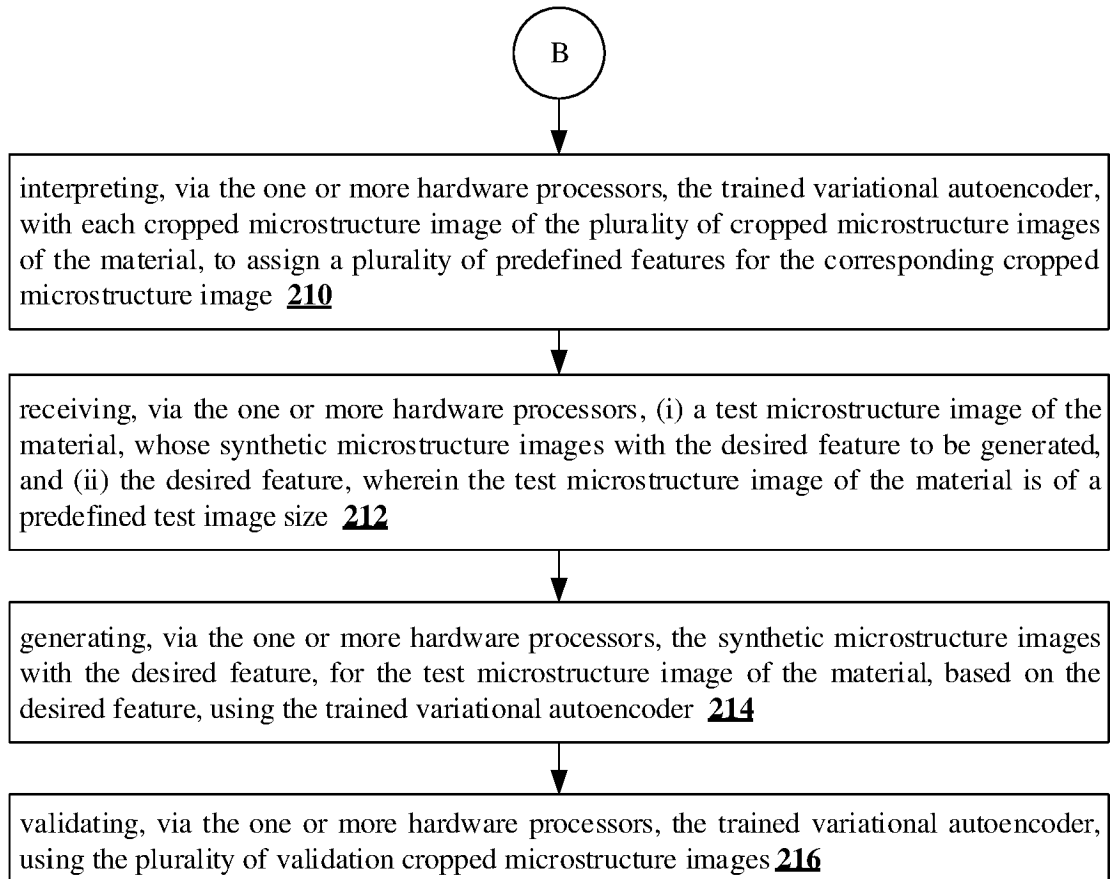 B
interpreting, via the one or more hardware processors, the trained variational autoencoder,
with each cropped microstructure image of the plurality of cropped microstructure images
of the material, to assign a plurality of predefined features for the corresponding cropped
microstructure image 210
receiving, via the one or more hardware processors, (i) a test microstructure image of the
material, whose synthetic microstructure images with the desired feature to be generated,
and (ii) the desired feature, wherein the test microstructure image of the material is of a
predefined test image size 212
generating, via the one or more hardware processors, the synthetic microstructure images
with the desired feature, for the test microstructure image of the material, based on the
desired feature, using the trained variational autoencoder 214
validating, via the one or more hardware processors, the trained variational autoencoder,
using the plurality of validation cropped microstructure images 216